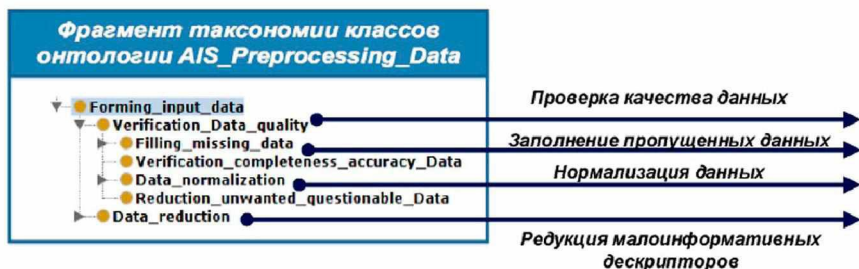 Фрагмент таксономии классов
онтологии AIS_Preprocessing_Data
Forming_input_data
Verification_Data_quality
Filling_missing_data
Verification_completeness_accuracy_Data
Data_normalization
Reduction_unwanted_questionable_Data
Data_reduction
Проверка качества данных
Заполнение пропущенных данных
Нормализация данных
Редукция малоинформативных
дескрипторов